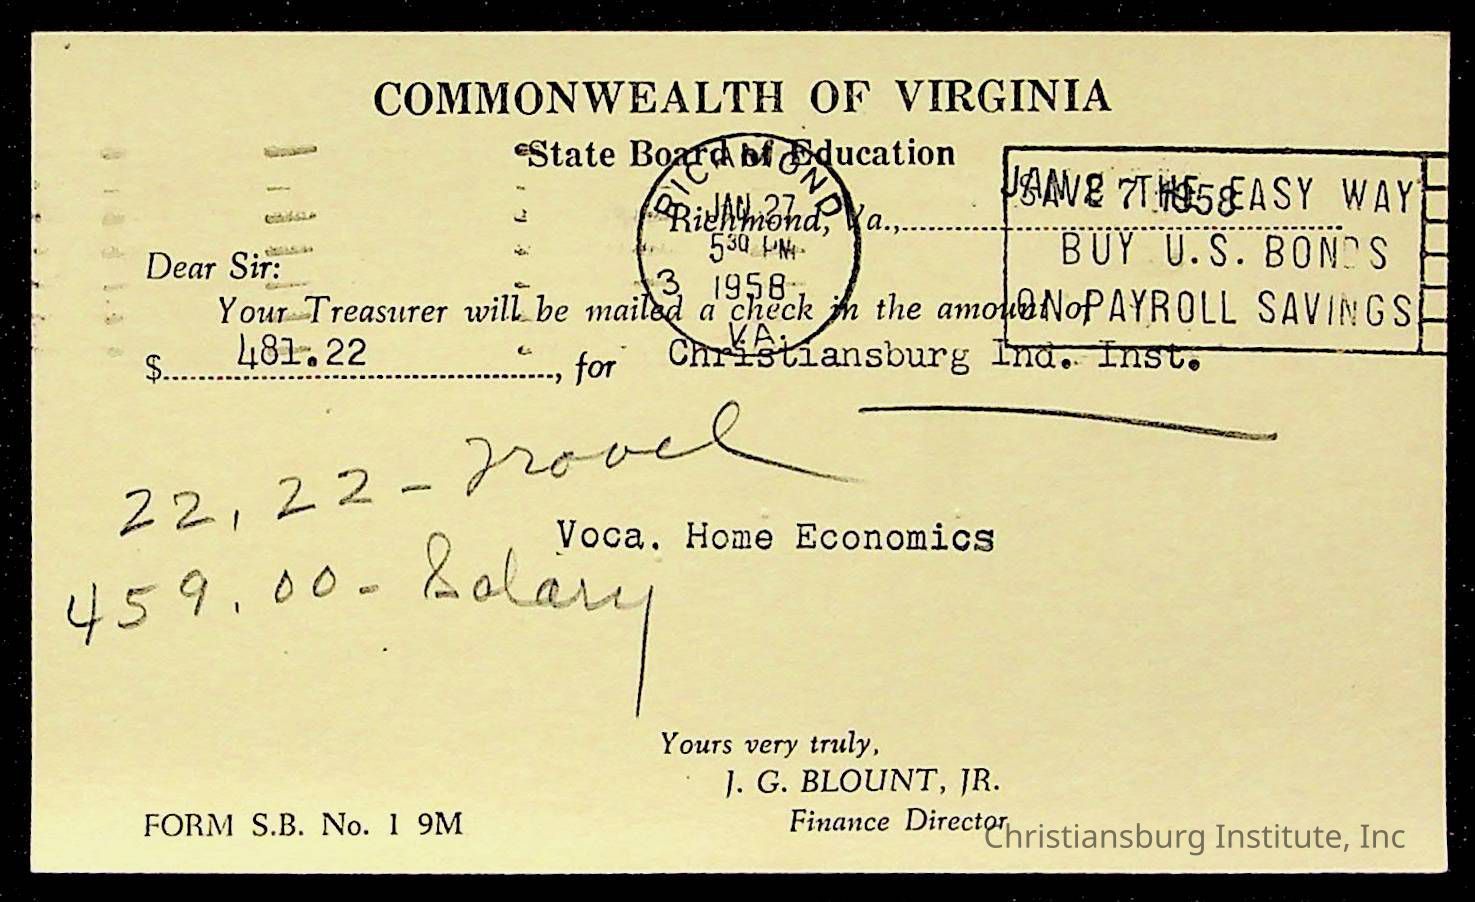 COMMONWEALTH OF VIRGINIA
State Board of Education
RICHMOND
JAN 27
5 30 PM
1958
3
VA.
SAVE THE EASY WAY
BUY U.S. BONDS
ON PAYROLL SAVINGS
Richmond, Va., JAN 27 1958
Dear Sir:
Your Treasurer will be mailed a check in the amount of
$ 481.22, for Christiansburg Ind. Inst.
22.22 - Travel
Voca. Home Economics
459.00 - Salary
Yours very truly,
J. G. BLOUNT, JR.
Finance Director
FORM S.B. No. 1 9M
Christiansburg Institute, Inc